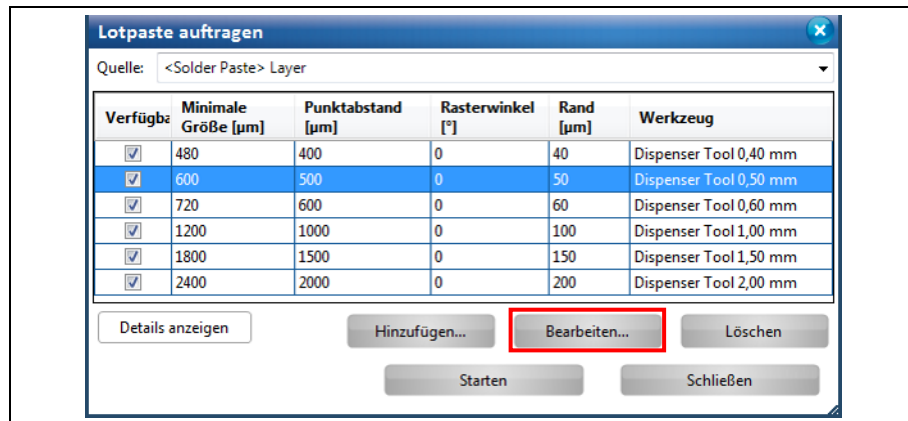 Lotpaste auftragen
Quelle: <Solder Paste> Layer
Verfügba Minimale Größe [µm] Punktabstand [µm] Rasterwinkel [°] Rand [µm] Werkzeug
480 400 0 40 Dispenser Tool 0,40 mm
600 500 0 50 Dispenser Tool 0,50 mm
720 600 0 60 Dispenser Tool 0,60 mm
1200 1000 0 100 Dispenser Tool 1,00 mm
1800 1500 0 150 Dispenser Tool 1,50 mm
2400 2000 0 200 Dispenser Tool 2,00 mm
Details anzeigen Hinzufügen... Bearbeiten... Löschen
Starten Schließen